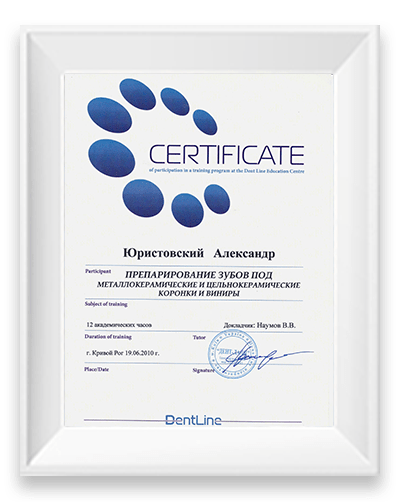 CERTIFICATE
of participation in a training program at the Dent Line Education Centre
Юристовский Александр
Participant
ПРЕПАРИРОВАНИЕ ЗУБОВ ПОД
МЕТАЛЛОКЕРАМИЧЕСКИЕ И ЦЕЛЬНОКЕРАМИЧЕСКИЕ
КОРОНКИ И ВИНИРЫ
Subject of training
12 академических часов Докладчик: Наумов В.В.
Duration of training Tutor
г. Кривой Рог 19.06.2010 г.
Place/Date Signature
DentLine